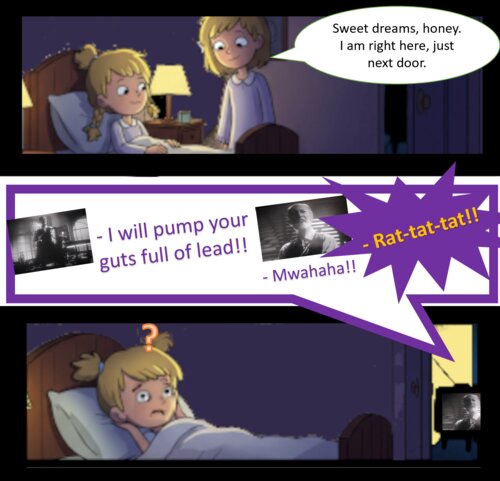 Sweet dreams, honey.
I am right here, just
next door.
- I will pump your
guts full of lead!!
- Mwahaha!!
- Rat-tat-tat!!
?